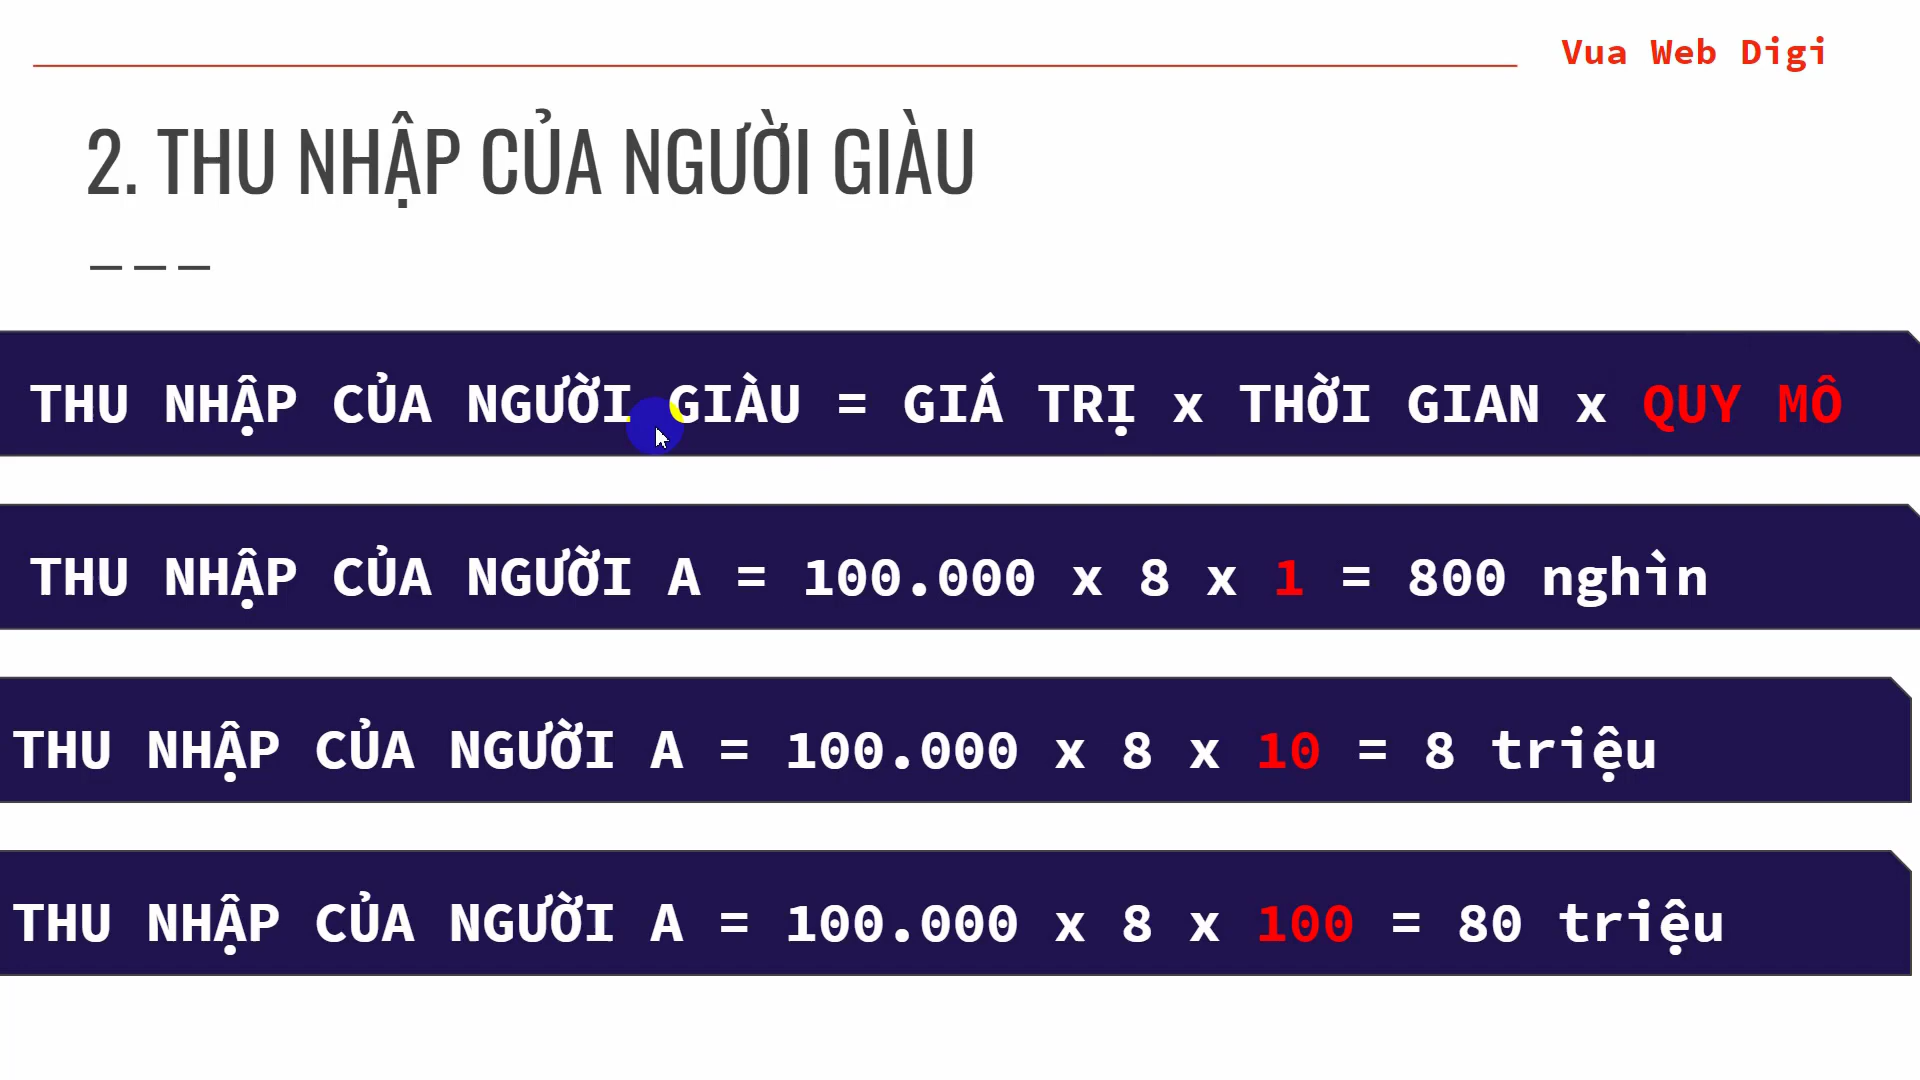 Vua Web Digi
2. THU NHẬP CỦA NGƯỜI GIÀU
THU NHẬP CỦA NGƯỜI GIÀU = GIÁ TRỊ x THỜI GIAN x QUY MÔ
THU NHẬP CỦA NGƯỜI A = 100.000 x 8 x 1 = 800 nghìn
THU NHẬP CỦA NGƯỜI A = 100.000 x 8 x 10 = 8 triệu
THU NHẬP CỦA NGƯỜI A = 100.000 x 8 x 100 = 80 triệu